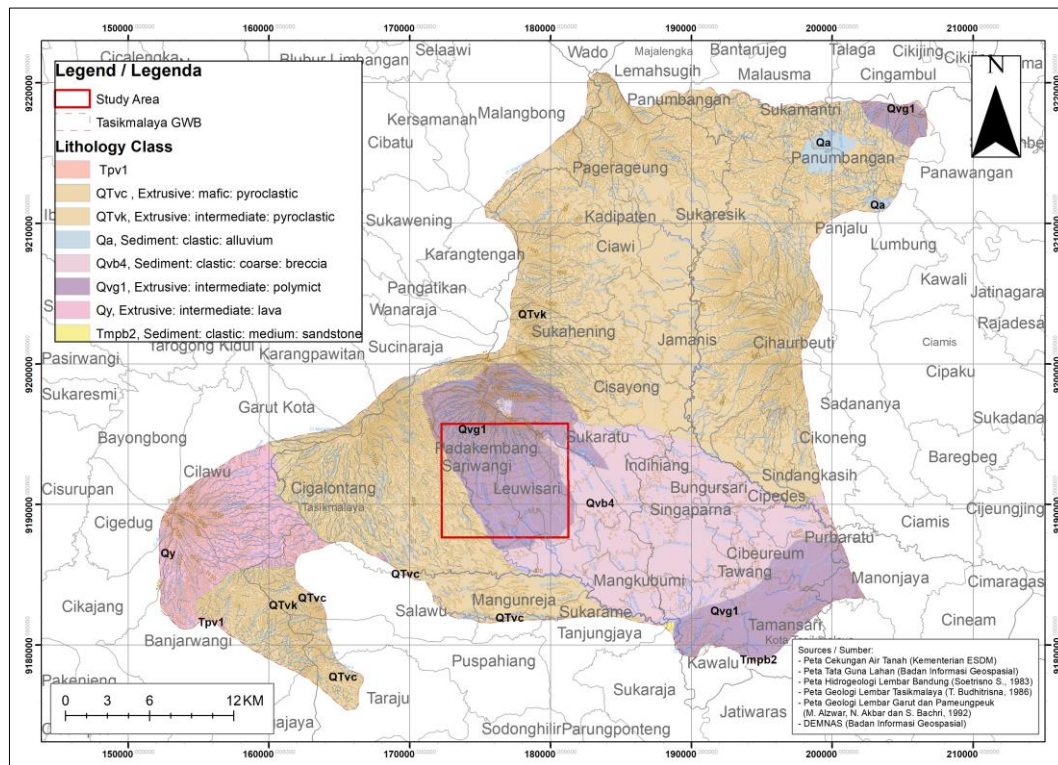 150000
160000
170000
180000
190000
200000
210000
Cicalengka
Blubur Limbangan
Selaawi
Wado
Majalengka
Bantarujeg
Talaga
Cikijing
Lemahsugih
Malausma
Cingambul
9220000
Legend / Legenda
Study Area
Tasikmalaya GWB
Lithology Class
Tpv1
QTvc , Extrusive: mafic: pyroclastic
QTvk, Extrusive: intermediate: pyroclastic
Qa, Sediment: clastic: alluvium
Qvb4, Sediment: clastic: coarse: breccia
Qvg1, Extrusive: intermediate: polymict
Qy, Extrusive: intermediate: lava
Tmpb2, Sediment: clastic: medium: sandstone
N
Malangbong
Kersamanah
Cibatu
Panumbangan
Sukamantri
Qvg1
Qa
Panumbangan
Pagerageung
Panawangan
Sukawening
Kadipaten
Sukaresik
Qa
Panjalu
9210000
Lumbung
Karangtengah
Ciawi
Kawali
Pangatikan
Jatinagara
Wanaraja
QTvk
Sukahening
Jamanis
Cihaurbeuti
Rajadesa
Sucinaraja
Ciamis
Tarogong Kidul
Karangpawitan
Pasirwangi
9200000
Cisayong
Cipaku
Sukaresmi
Garut Kota
Sadananya
Sukadana
Bayongbong
Qvg1
Padakembang
Sukaratu
Cikoneng
Sariwangi
Indihiang
Sindangkasih
Baregbeg
Cilawu
Cisurupan
Cigalontang
Tasikmalaya
Leuwisari
Qvb4
Bungursari
Cipedes
Singaparna
9190000
Ciamis
Cijeungjing
Cigedug
Purbaratu
Qy
Cibeureum
Tawang
Mangkubumi
Manonjaya
Cimaragas
QTvc
Cikajang
QTvc
QTvk
Salawu
Mangunreja
Sukarame
QTvc
Qvg1
Tpv1
Banjarwangi
Tanjungjaya
Tamansari
Cineam
9180000
Kawalu
Tmpb2
Puspahiang
Pakenjeng
QTvc
Taraju
Sukaraja
Jatiwaras
Sodonghilir
Parungponteng
0 3 6 12 KM
Sources / Sumber:
- Peta Cekungan Air Tanah (Kementerian ESDM)
- Peta Tata Guna Lahan (Badan Informasi Geospasial)
- Peta Hidrogeologi Lembar Bandung (Soetrisno S., 1983)
- Peta Geologi Lembar Tasikmalaya (T. Budhitrisna, 1986)
- Peta Geologi Lembar Garut dan Pameungpeuk
(M. Alzwar, N. Akbar dan S. Bachri, 1992)
- DEMNAS (Badan Informasi Geospasial)
150000
160000
170000
180000
190000
200000
210000